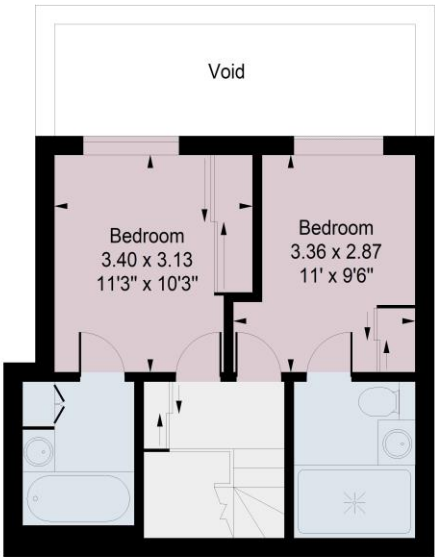 Void
Bedroom
3.40 x 3.13
11'3" x 10'3"
Bedroom
3.36 x 2.87
11' x 9'6"